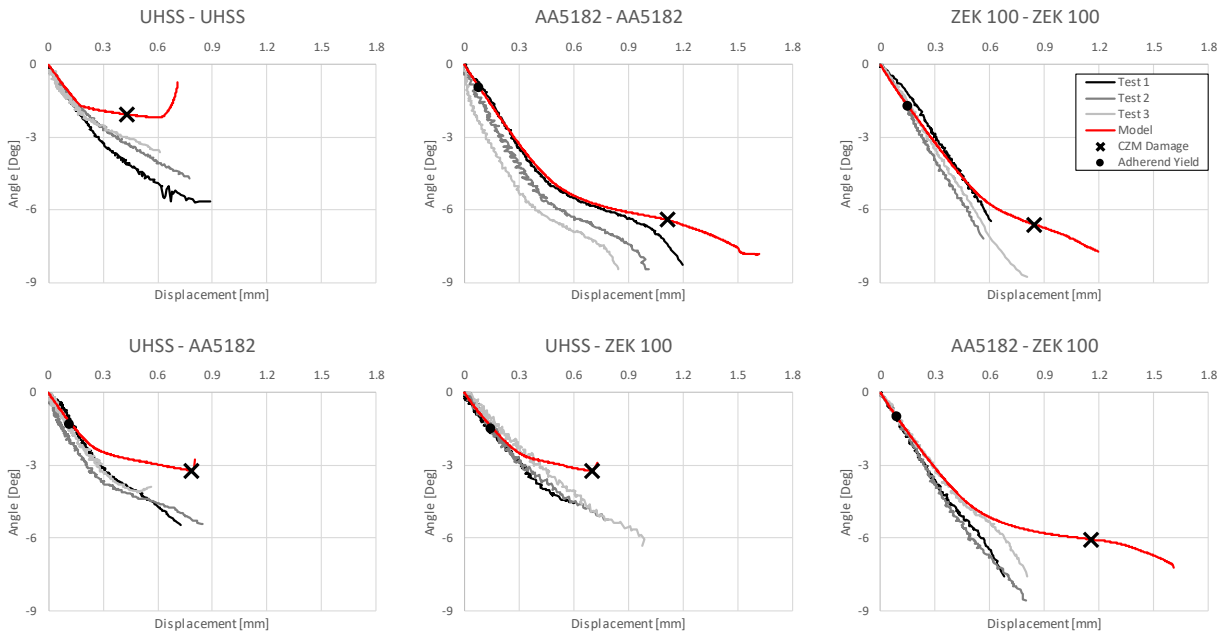 UHSS - UHSS
0 0.3 0.6 0.9 1.2 1.5 1.8
0
-3
-6
-9
Angle [Deg]
Displacement [mm]
AA5182 - AA5182
0 0.3 0.6 0.9 1.2 1.5 1.8
0
-3
-6
-9
Angle [Deg]
Displacement [mm]
ZEK 100 - ZEK 100
0 0.3 0.6 0.9 1.2 1.5 1.8
0
-3
-6
-9
Angle [Deg]
Displacement [mm]
Test 1
Test 2
Test 3
Model
CZM Damage
Adherend Yield
UHSS - AA5182
0 0.3 0.6 0.9 1.2 1.5 1.8
0
-3
-6
-9
Angle [Deg]
Displacement [mm]
UHSS - ZEK 100
0 0.3 0.6 0.9 1.2 1.5 1.8
0
-3
-6
-9
Angle [Deg]
Displacement [mm]
AA5182 - ZEK 100
0 0.3 0.6 0.9 1.2 1.5 1.8
0
-3
-6
-9
Angle [Deg]
Displacement [mm]